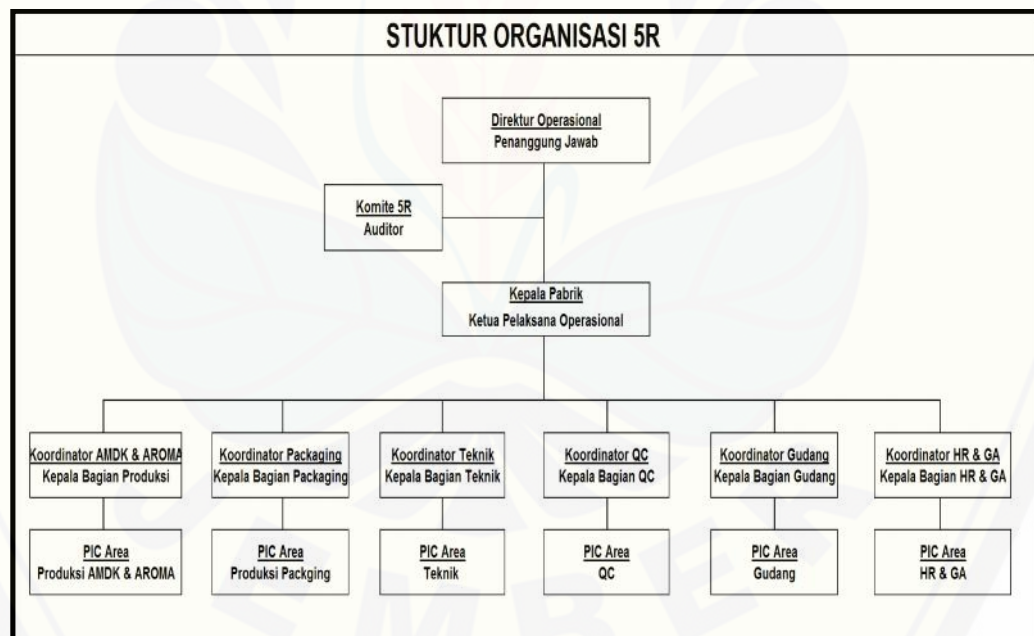 STUKTUR ORGANISASI 5R
Direktur Operasional
Penanggung Jawab
Komite 5R
Auditor
Kepala Pabrik
Ketua Pelaksana Operasional
Koordinator AMDK & AROMA
Kepala Bagian Produksi
Koordinator Packaging
Kepala Bagian Packaging
Koordinator Teknik
Kepala Bagian Teknik
Koordinator QC
Kepala Bagian QC
Koordinator Gudang
Kepala Bagian Gudang
Koordinator HR & GA
Kepala Bagian HR & GA
PIC Area
Produksi AMDK & AROMA
PIC Area
Produksi Packging
PIC Area
Teknik
PIC Area
QC
PIC Area
Gudang
PIC Area
HR & GA
JEMBER